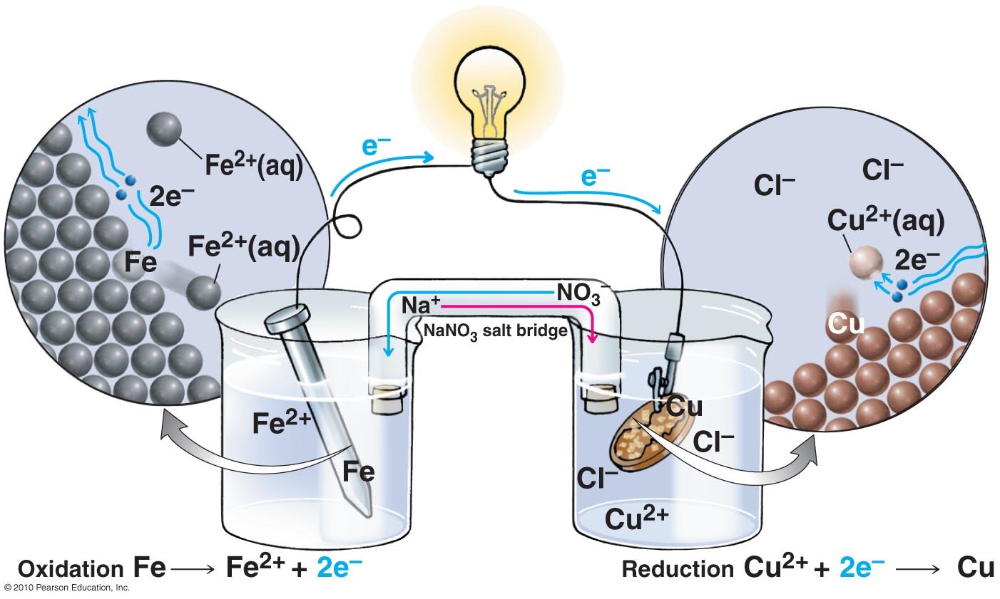 e⁻
e⁻
Fe²⁺(aq)
2e⁻
Fe²⁺(aq)
Fe
Cl⁻
Cl⁻
Cu²⁺(aq)
2e⁻
Cu
NO₃⁻
Na⁺
NaNO₃ salt bridge
Fe²⁺
Fe
Cu
Cl⁻
Cl⁻
Cu²⁺
Oxidation Fe ⟶ Fe²⁺ + 2e⁻
Reduction Cu²⁺ + 2e⁻ ⟶ Cu
© 2010 Pearson Education, Inc.